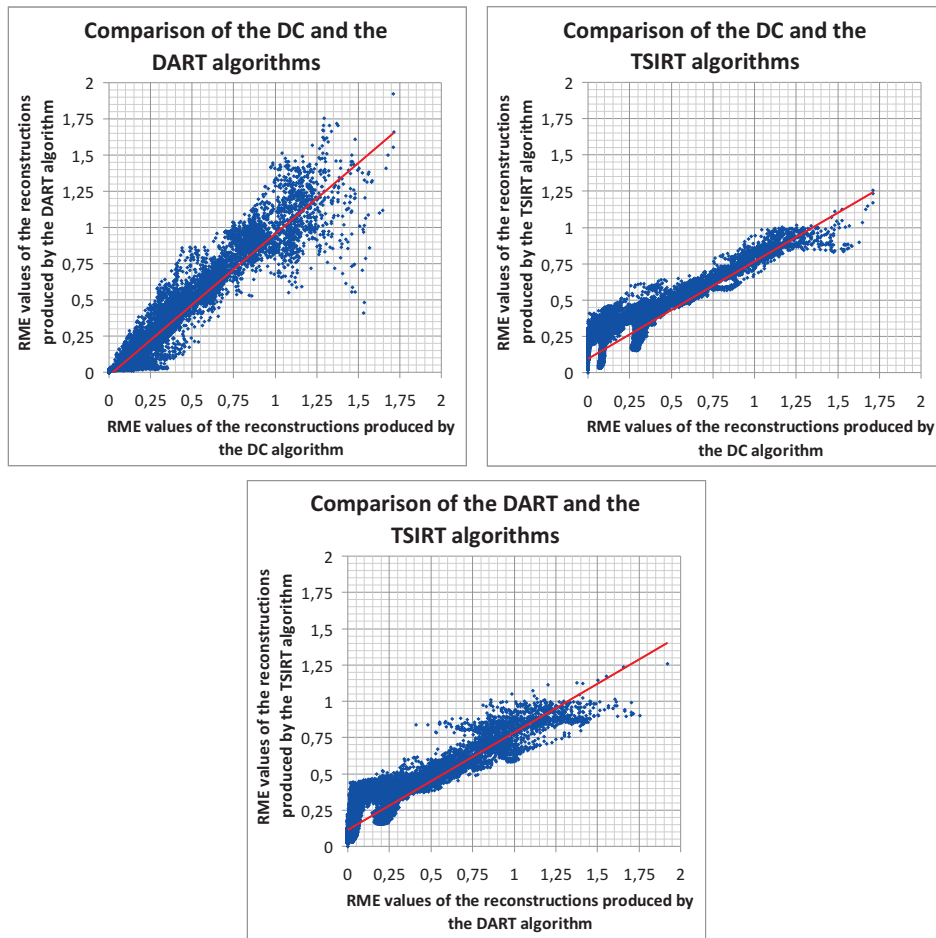 Comparison of the DC and the
DART algorithms
RME values of the reconstructions
produced by the DART algorithm
2
1,75
1,5
1,25
1
0,75
0,5
0,25
0
0 0,25 0,5 0,75 1 1,25 1,5 1,75 2
RME values of the reconstructions produced by
the DC algorithm
Comparison of the DC and the
TSIRT algorithms
RME values of the reconstructions
produced by the TSIRT algorithm
2
1,75
1,5
1,25
1
0,75
0,5
0,25
0
0 0,25 0,5 0,75 1 1,25 1,5 1,75 2
RME values of the reconstructions produced by
the DC algorithm
Comparison of the DART and the
TSIRT algorithms
RME values of the reconstructions
produced by the TSIRT algorithm
2
1,75
1,5
1,25
1
0,75
0,5
0,25
0
0 0,25 0,5 0,75 1 1,25 1,5 1,75 2
RME values of the reconstructions produced by
the DART algorithm